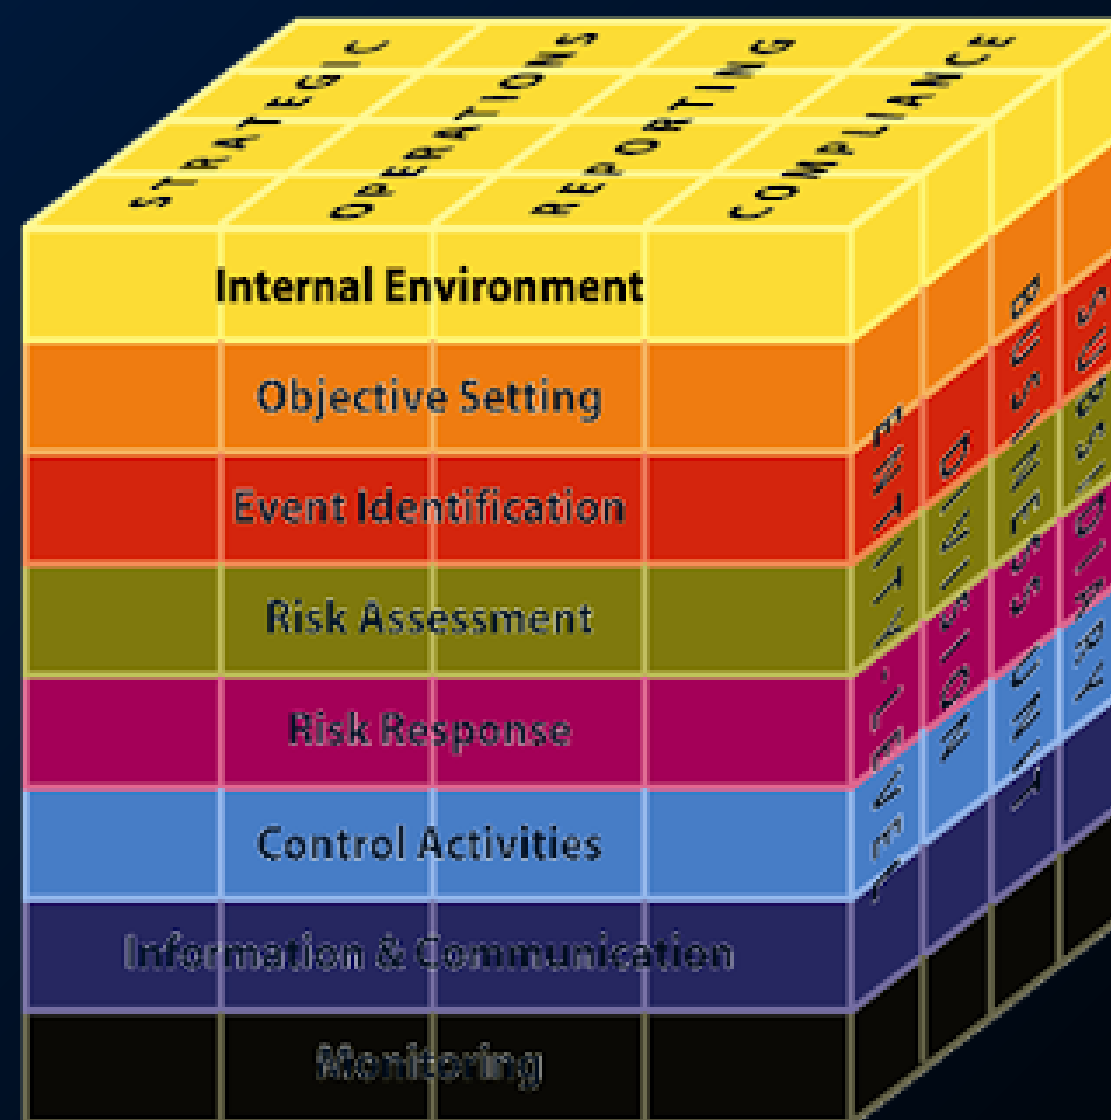 STRATEGIC
OPERATIONS
REPORTING
COMPLIANCE
Internal Environment
Objective Setting
Event Identification
Risk Assessment
Risk Response
Control Activities
Information & Communication
Monitoring
ENTITY-LEVEL
DIVISION
BUSINESS UNIT
SUBSIDIARY